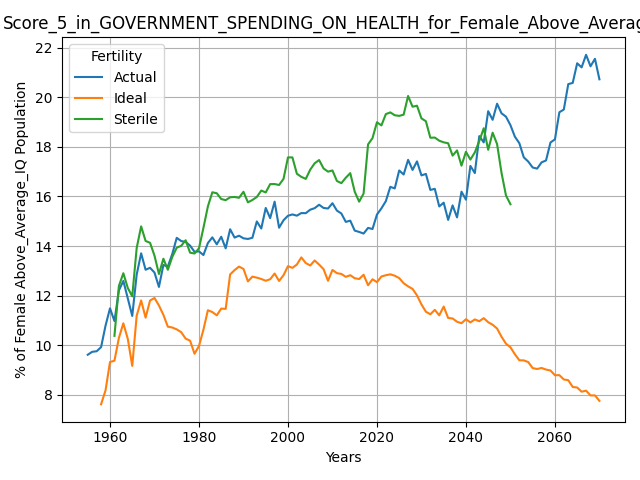 Score_5_in_GOVERNMENT_SPENDING_ON_HEALTH_for_Female_Above_Averag
Fertility
Actual
Ideal
Sterile
% of Female Above_Average_IQ Population
22
20
18
16
14
12
10
8
1960 1980 2000 2020 2040 2060
Years